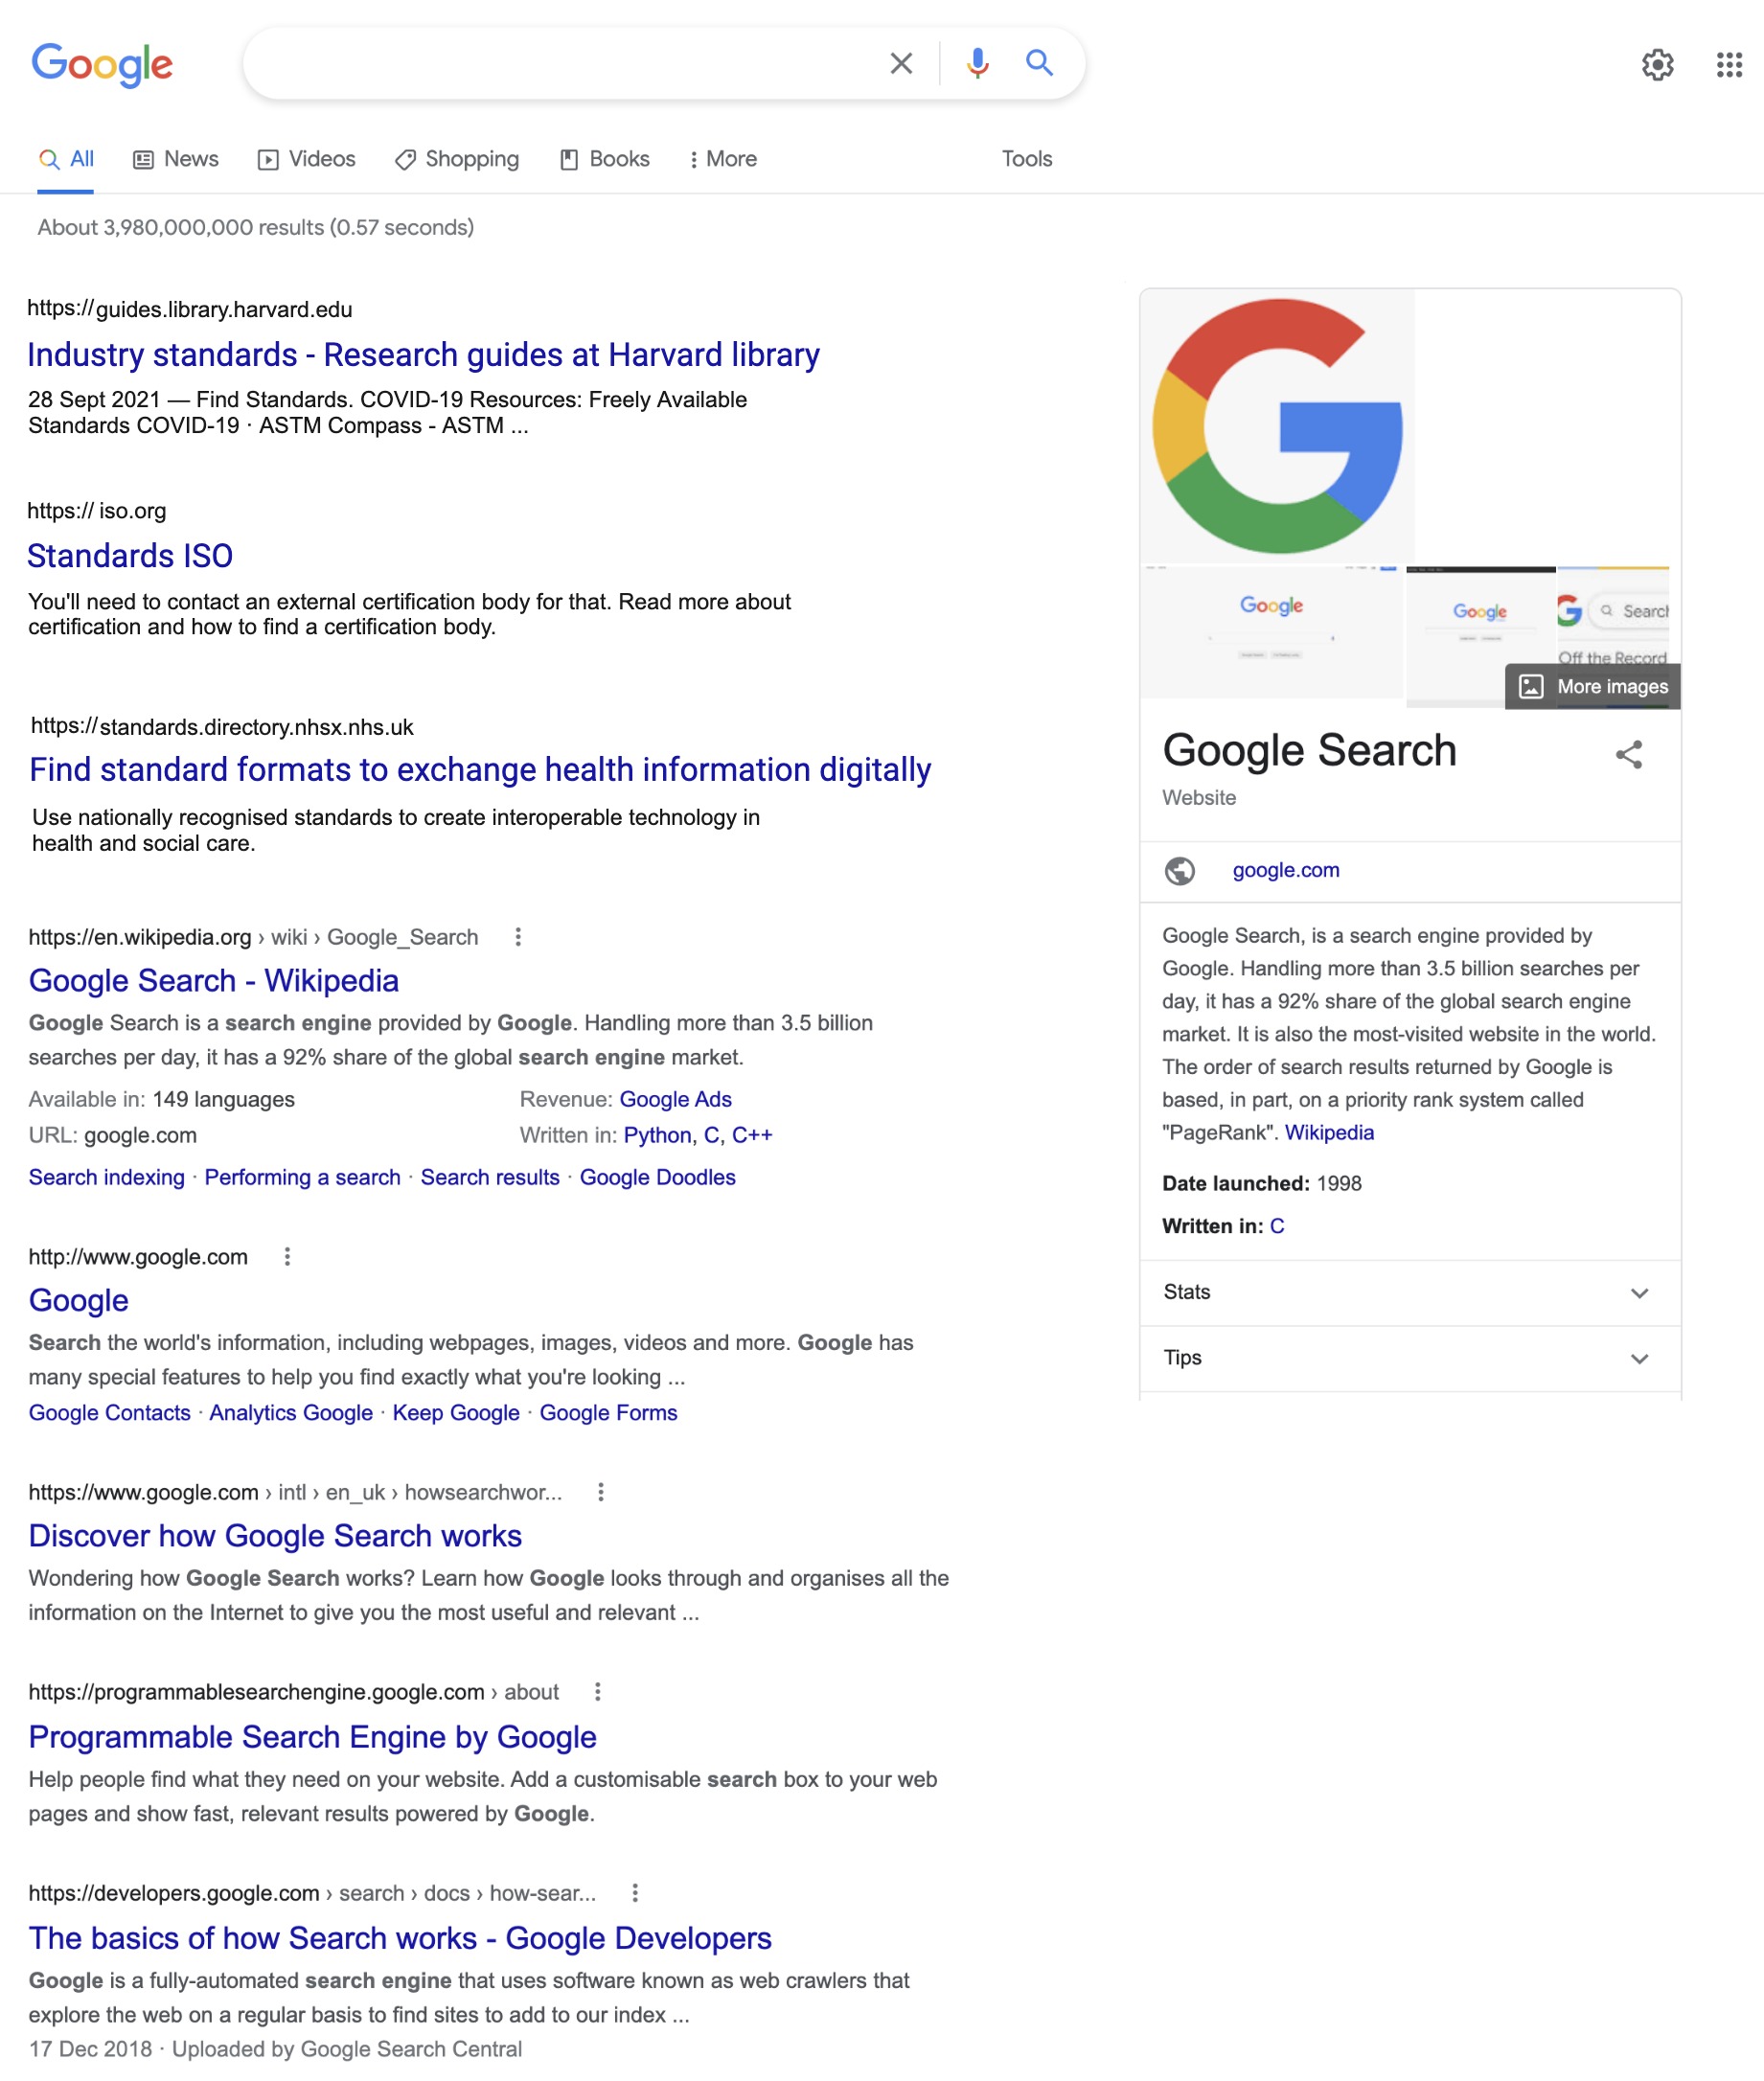 Google
All
News
Videos
Shopping
Books
More
Tools
About 3,980,000,000 results (0.57 seconds)
https://guides.library.harvard.edu
Industry standards - Research guides at Harvard library
28 Sept 2021 — Find Standards. COVID-19 Resources: Freely Available
Standards COVID-19 · ASTM Compass - ASTM ...
https:// iso.org
Standards ISO
You'll need to contact an external certification body for that. Read more about
certification and how to find a certification body.
https://standards.directory.nhsx.nhs.uk
Find standard formats to exchange health information digitally
Use nationally recognised standards to create interoperable technology in
health and social care.
https://en.wikipedia.org › wiki › Google_Search
Google Search - Wikipedia
Google Search is a search engine provided by Google. Handling more than 3.5 billion
searches per day, it has a 92% share of the global search engine market.
Available in: 149 languages
Revenue: Google Ads
URL: google.com
Written in: Python, C, C++
Search indexing · Performing a search · Search results · Google Doodles
http://www.google.com
Google
Search the world's information, including webpages, images, videos and more. Google has
many special features to help you find exactly what you're looking ...
Google Contacts · Analytics Google · Keep Google · Google Forms
https://www.google.com › intl › en_uk › howsearchwor...
Discover how Google Search works
Wondering how Google Search works? Learn how Google looks through and organises all the
information on the Internet to give you the most useful and relevant ...
https://programmablesearchengine.google.com › about
Programmable Search Engine by Google
Help people find what they need on your website. Add a customisable search box to your web
pages and show fast, relevant results powered by Google.
https://developers.google.com › search › docs › how-sear...
The basics of how Search works - Google Developers
Google is a fully-automated search engine that uses software known as web crawlers that
explore the web on a regular basis to find sites to add to our index ...
17 Dec 2018 · Uploaded by Google Search Central
Google
Google
Search
Off the Record
More images
Google Search
Website
google.com
Google Search, is a search engine provided by
Google. Handling more than 3.5 billion searches per
day, it has a 92% share of the global search engine
market. It is also the most-visited website in the world.
The order of search results returned by Google is
based, in part, on a priority rank system called
"PageRank". Wikipedia
Date launched: 1998
Written in: C
Stats
Tips